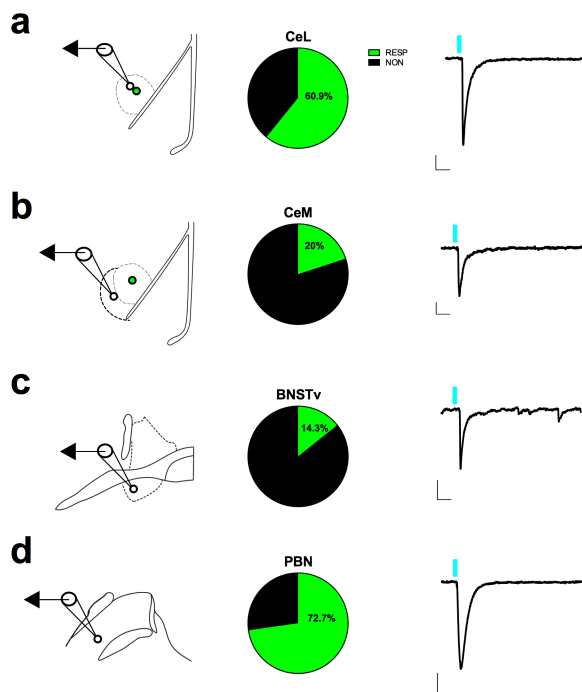 a
CeL
RESP
NON
60.9%
b
CeM
20%
c
BNSTv
14.3%
d
PBN
72.7%